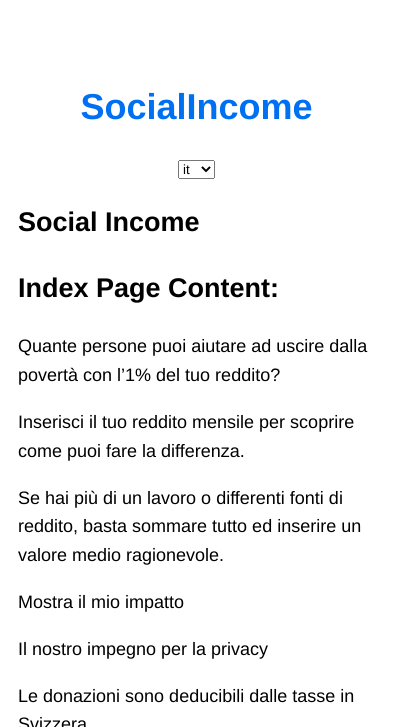 SocialIncome
it
Social Income
Index Page Content:
Quante persone puoi aiutare ad uscire dalla
povertà con l’1% del tuo reddito?
Inserisci il tuo reddito mensile per scoprire
come puoi fare la differenza.
Se hai più di un lavoro o differenti fonti di
reddito, basta sommare tutto ed inserire un
valore medio ragionevole.
Mostra il mio impatto
Il nostro impegno per la privacy
Le donazioni sono deducibili dalle tasse in
Svizzera